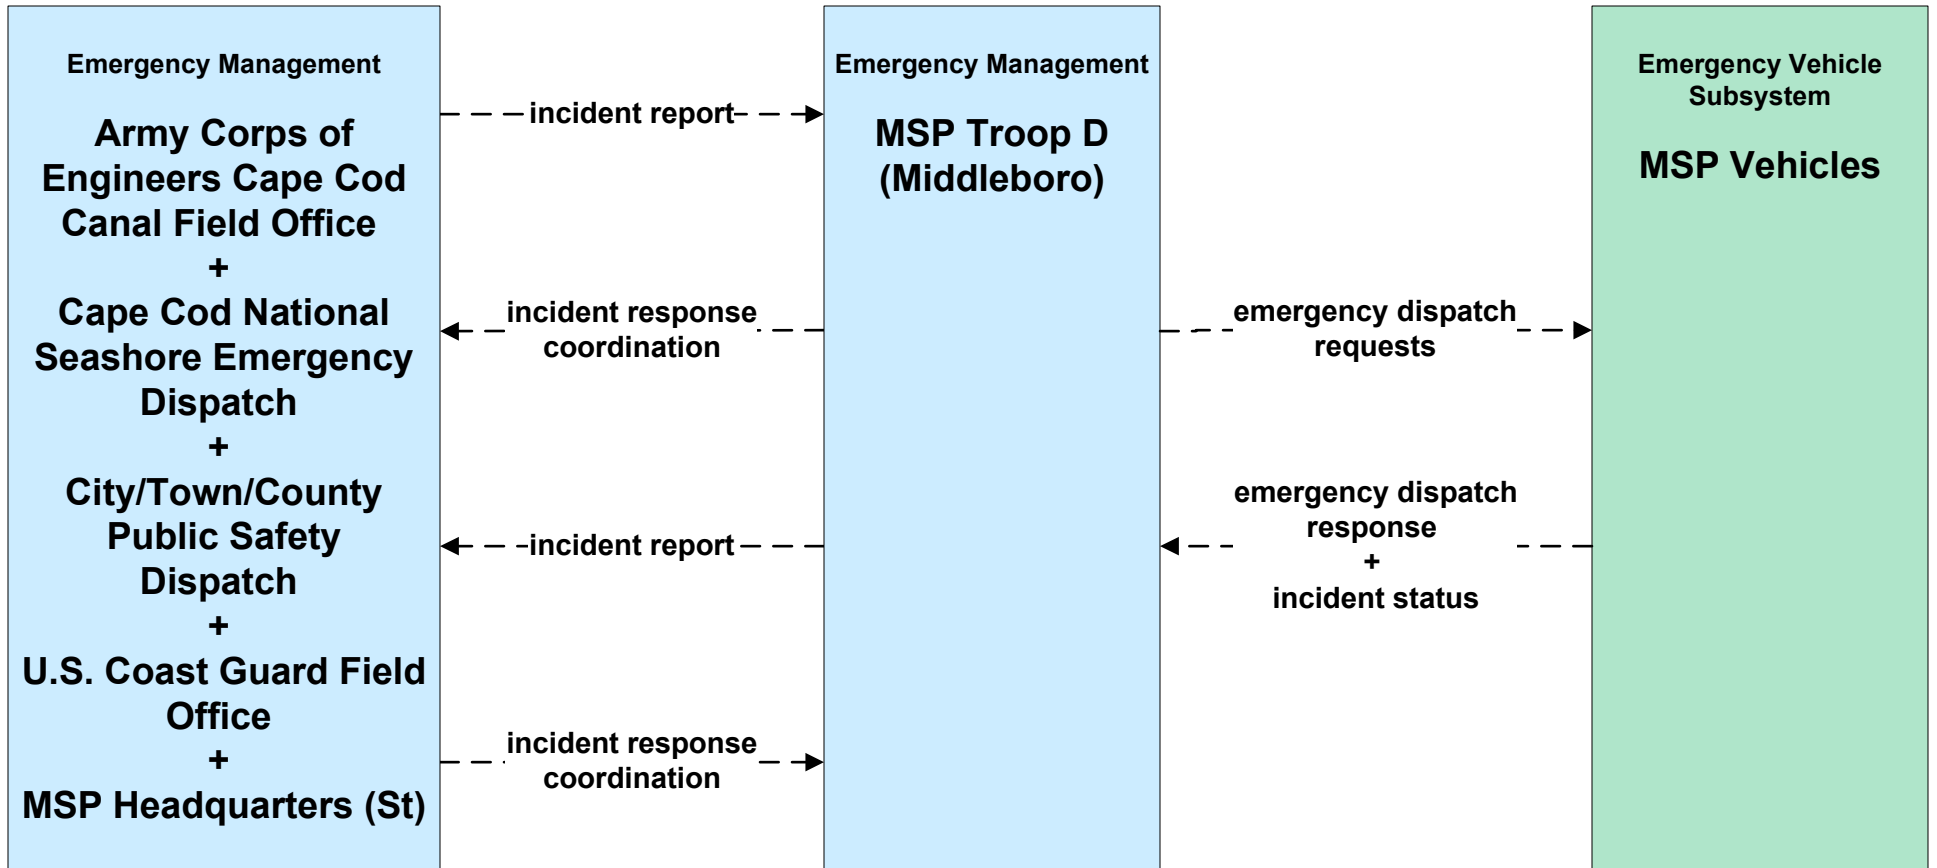 Emergency Management
Army Corps of
Engineers Cape Cod
Canal Field Office
+
Cape Cod National
Seashore Emergency
Dispatch
+
City/Town/County
Public Safety
Dispatch
+
U.S. Coast Guard Field
Office
+
MSP Headquarters (St)
incident report
incident response
coordination
incident report
incident response
coordination
Emergency Management
MSP Troop D
(Middleboro)
emergency dispatch
requests
emergency dispatch
response
+
incident status
Emergency Vehicle
Subsystem
MSP Vehicles